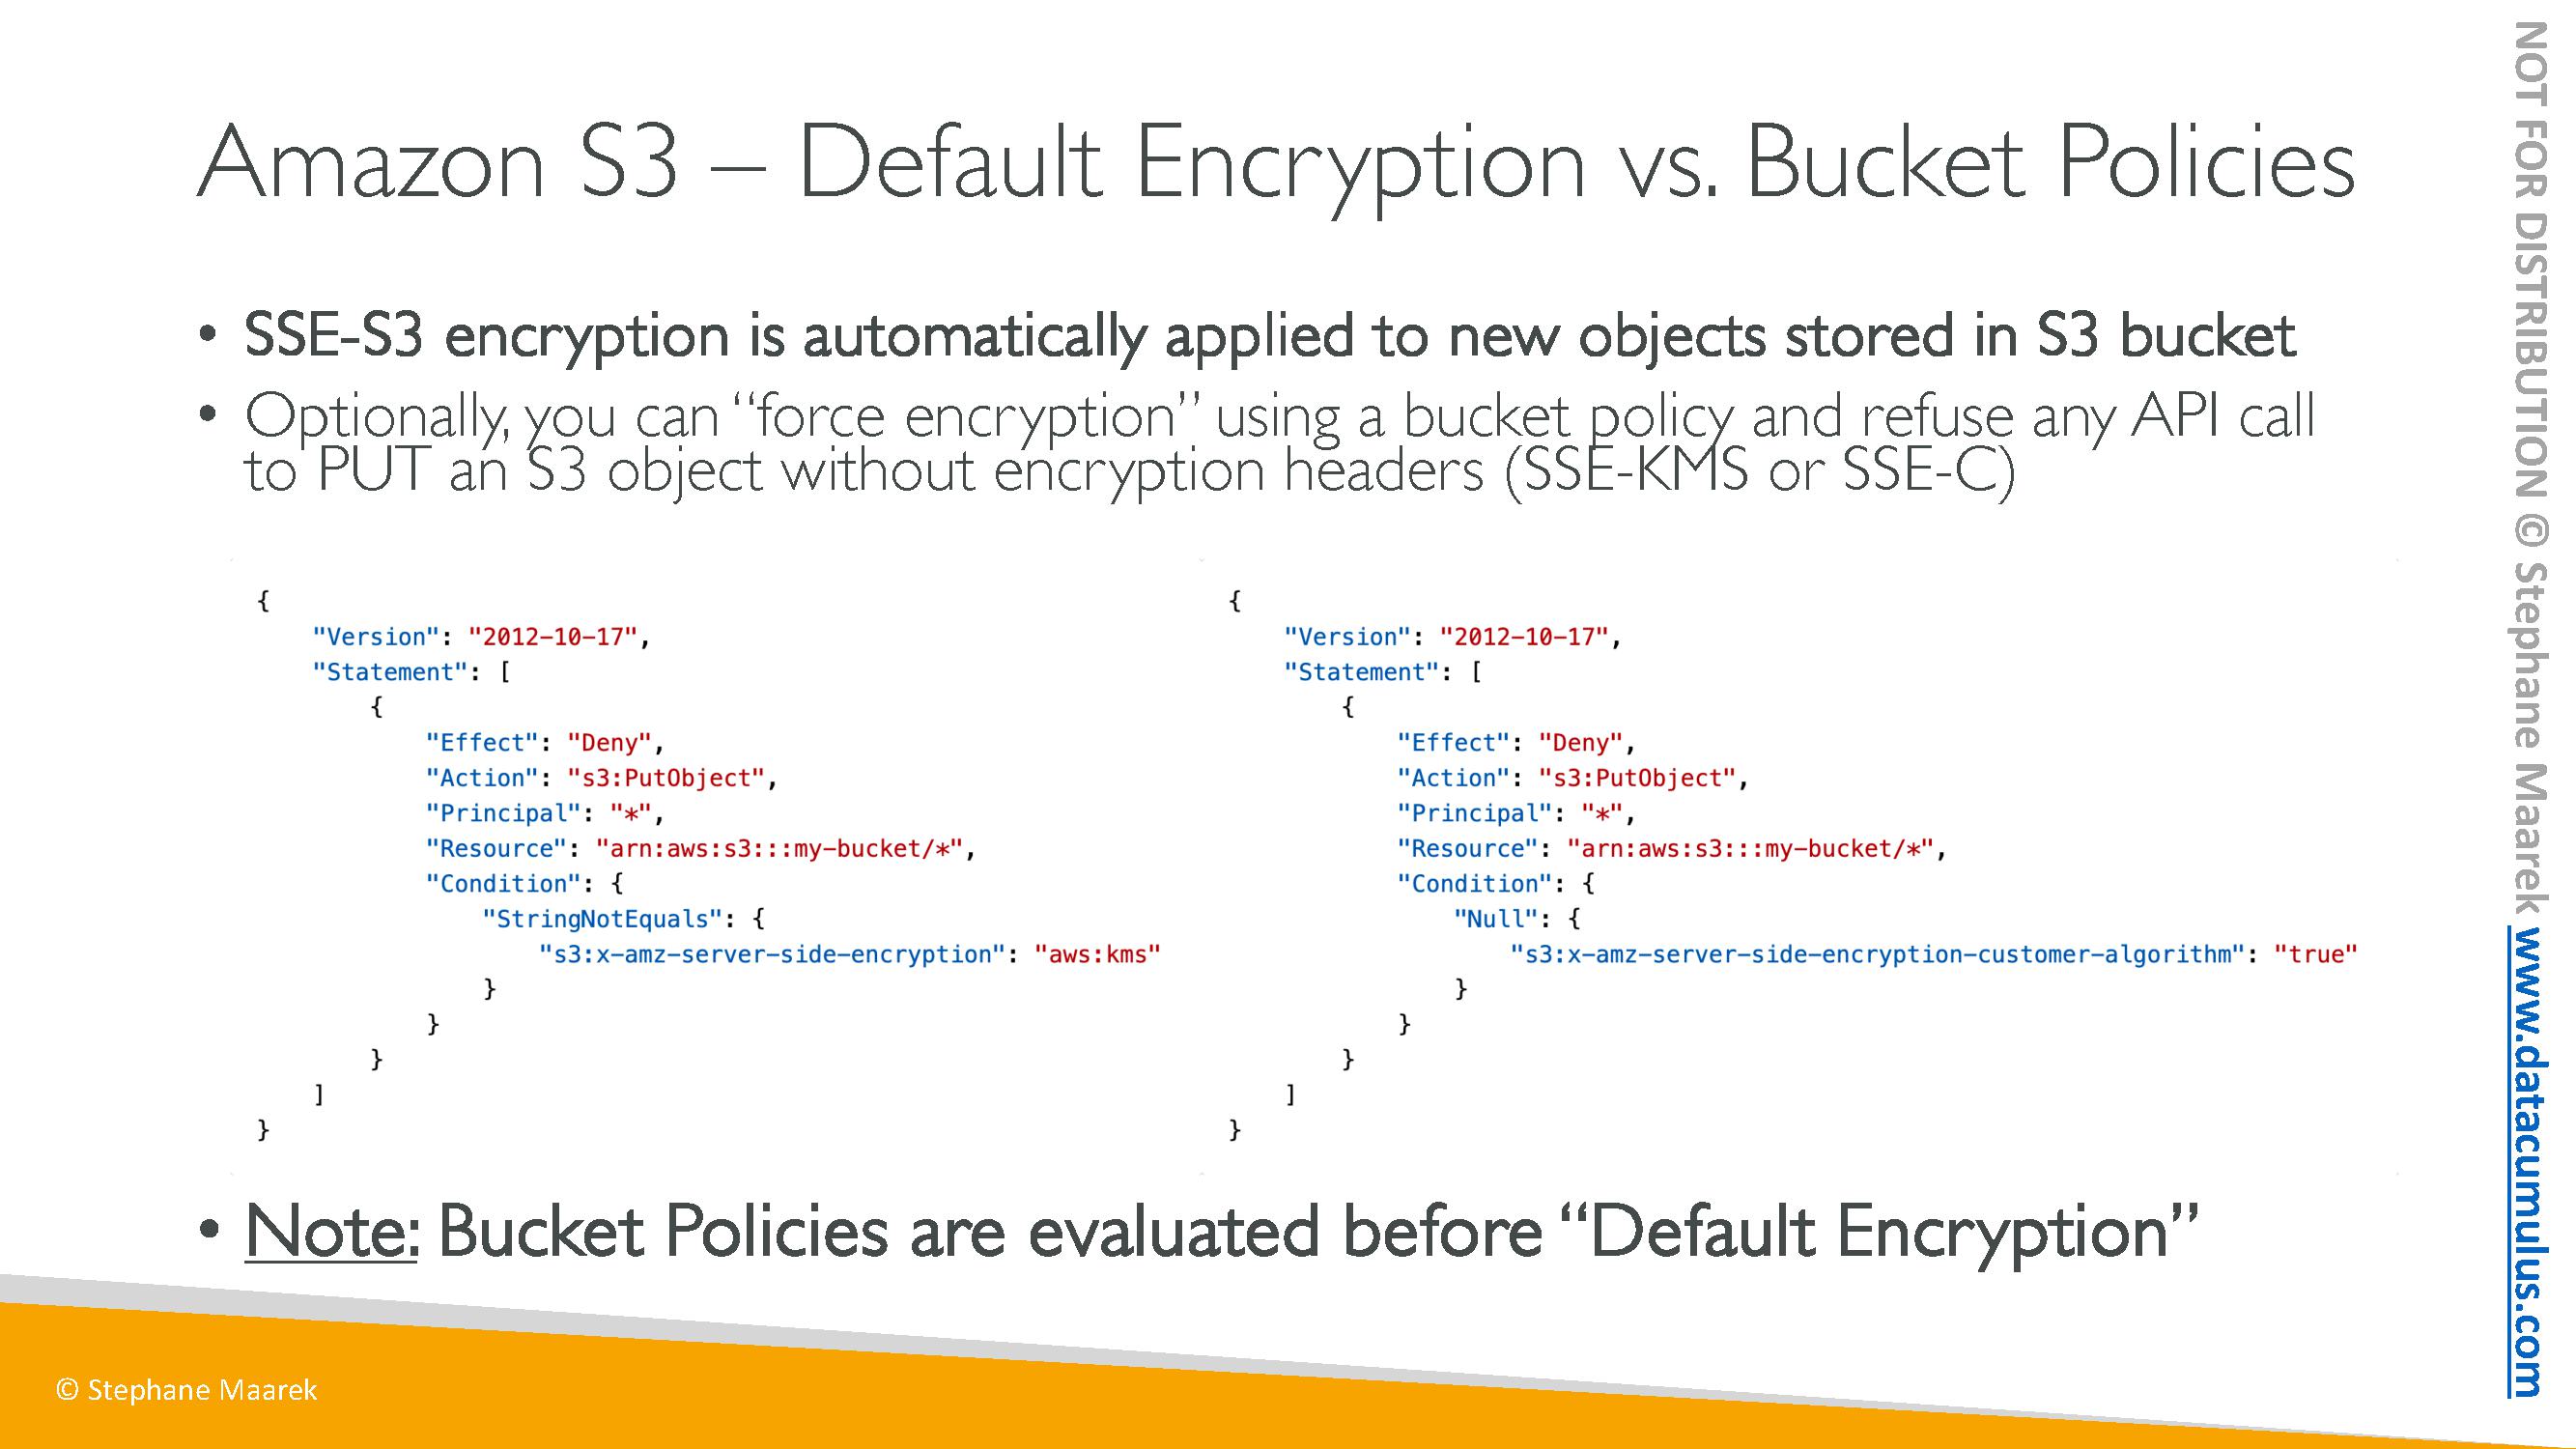 Amazon S3 – Default Encryption vs. Bucket Policies
• SSE-S3 encryption is automatically applied to new objects stored in S3 bucket
• Optionally, you can “force encryption” using a bucket policy and refuse any API call
to PUT an S3 object without encryption headers (SSE-KMS or SSE-C)
{
    "Version": "2012-10-17",
    "Statement": [
        {
            "Effect": "Deny",
            "Action": "s3:PutObject",
            "Principal": "*",
            "Resource": "arn:aws:s3:::my-bucket/*",
            "Condition": {
                "StringNotEquals": {
                    "s3:x-amz-server-side-encryption": "aws:kms"
                }
            }
        }
    ]
}
{
    "Version": "2012-10-17",
    "Statement": [
        {
            "Effect": "Deny",
            "Action": "s3:PutObject",
            "Principal": "*",
            "Resource": "arn:aws:s3:::my-bucket/*",
            "Condition": {
                "Null": {
                    "s3:x-amz-server-side-encryption-customer-algorithm": "true"
                }
            }
        }
    ]
}
• Note: Bucket Policies are evaluated before “Default Encryption”
© Stephane Maarek
NOT FOR DISTRIBUTION © Stephane Maarek www.datacumulus.com